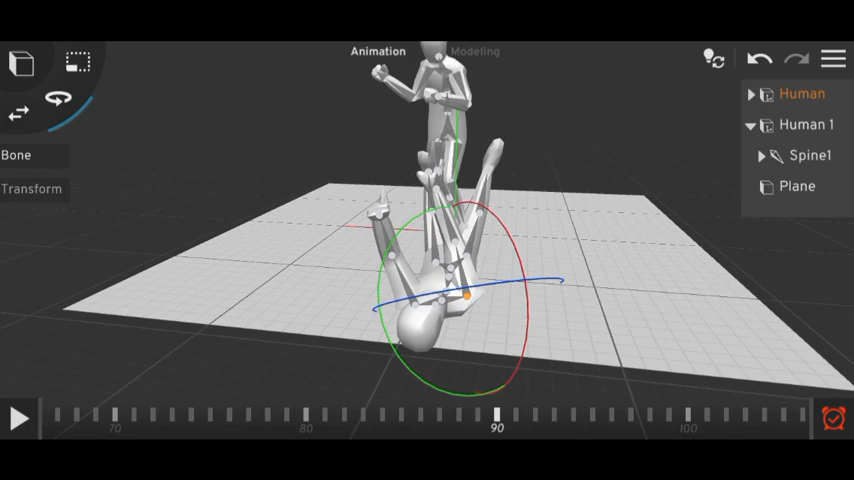 Animation
Modeling
Human
Human 1
Spine1
Plane
Bone
Transform
70
80
90
100